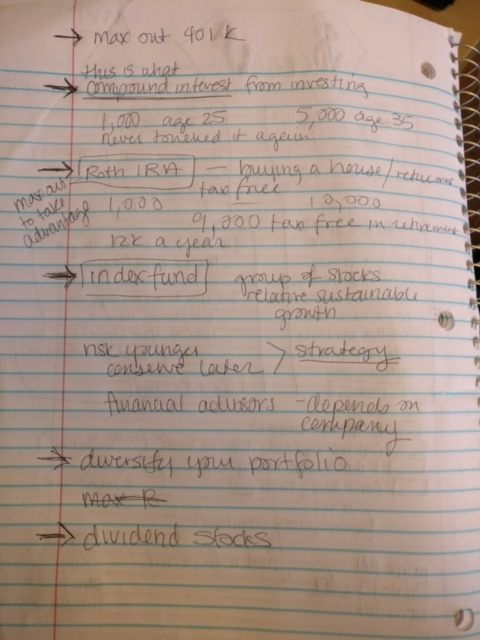 → max out 401K
this is what
→ compound interest from investing
1,000 age 25 5,000 age 35
never touched it again
→ Roth IRA — buying a house/retirement
tax free
max out
to take
advantage
1,000 10,000
9,000 tax free in retirement
12K a year
→ index fund group of stocks
relative sustainable
growth
risk younger
conserve later > strategy
financial advisors - depends on
company
→ diversify your portfolio
max R
→ dividend stocks